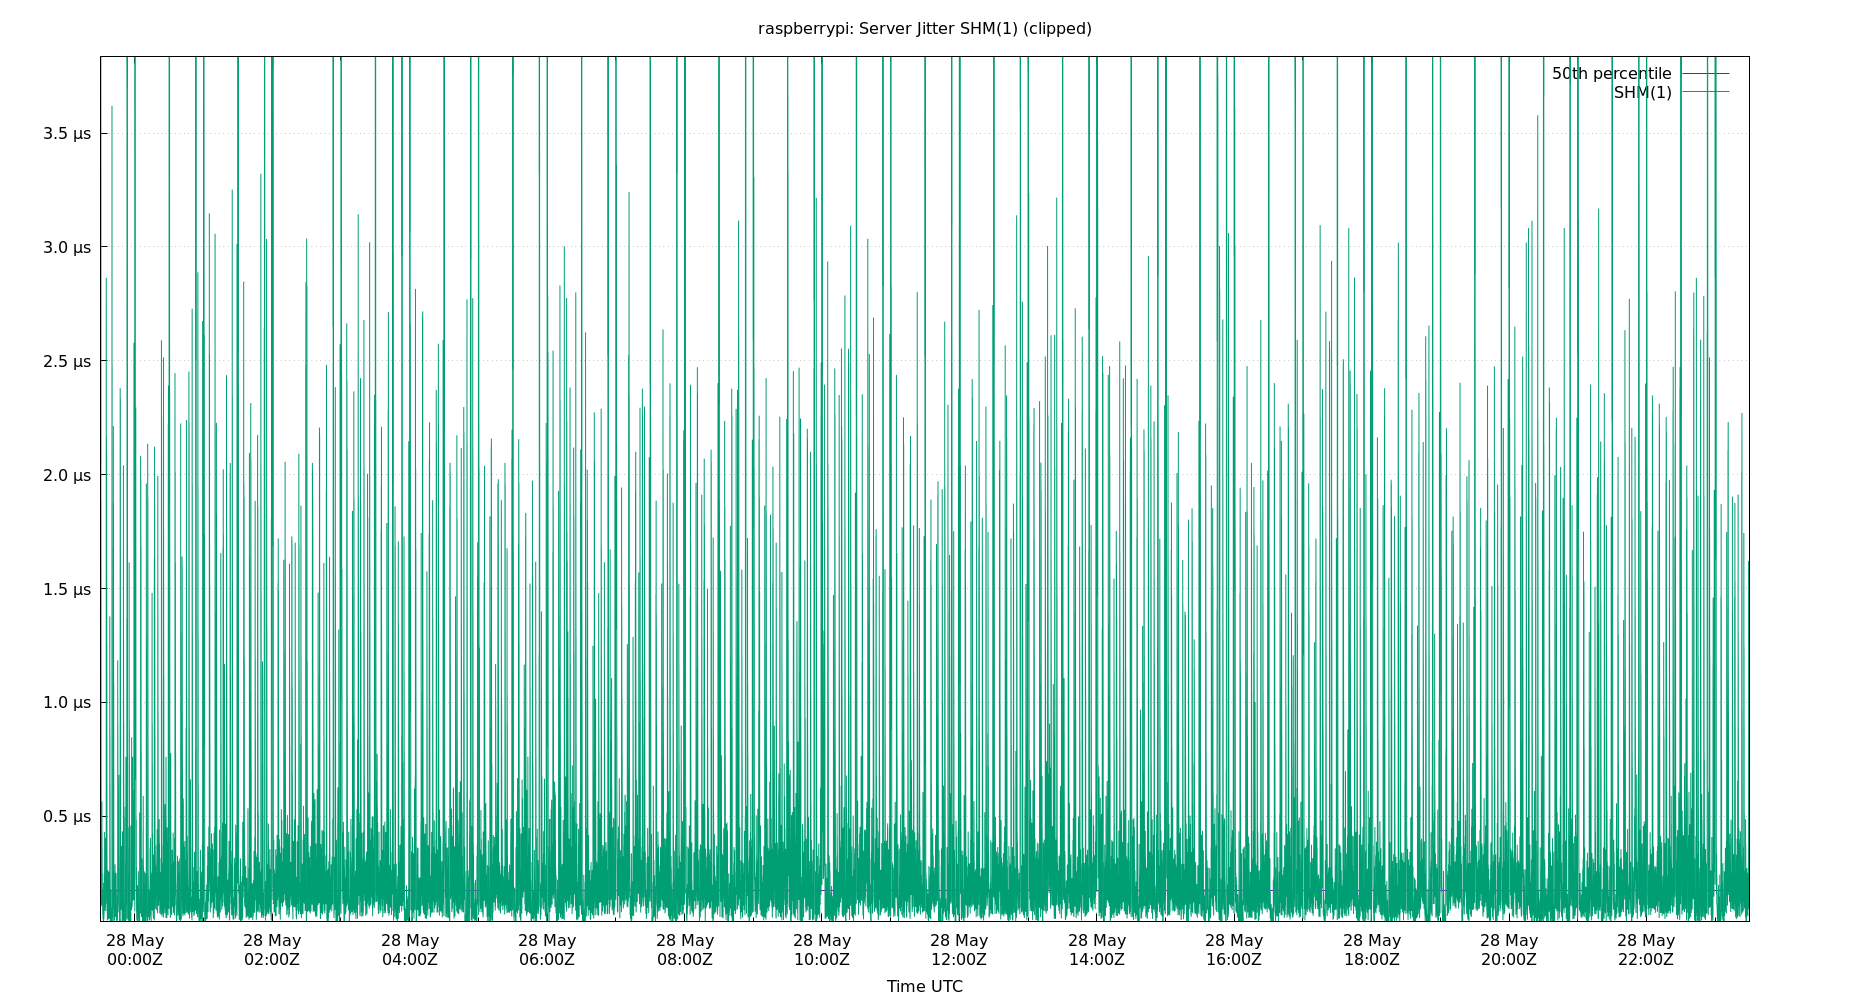 raspberrypi: Server Jitter SHM(1) (clipped)
50th percentile
SHM(1)
3.5 µs
3.0 µs
2.5 µs
2.0 µs
1.5 µs
1.0 µs
0.5 µs
28 May 28 May 28 May 28 May 28 May 28 May 28 May 28 May 28 May 28 May 28 May 28 May
00:00Z 02:00Z 04:00Z 06:00Z 08:00Z 10:00Z 12:00Z 14:00Z 16:00Z 18:00Z 20:00Z 22:00Z
Time UTC